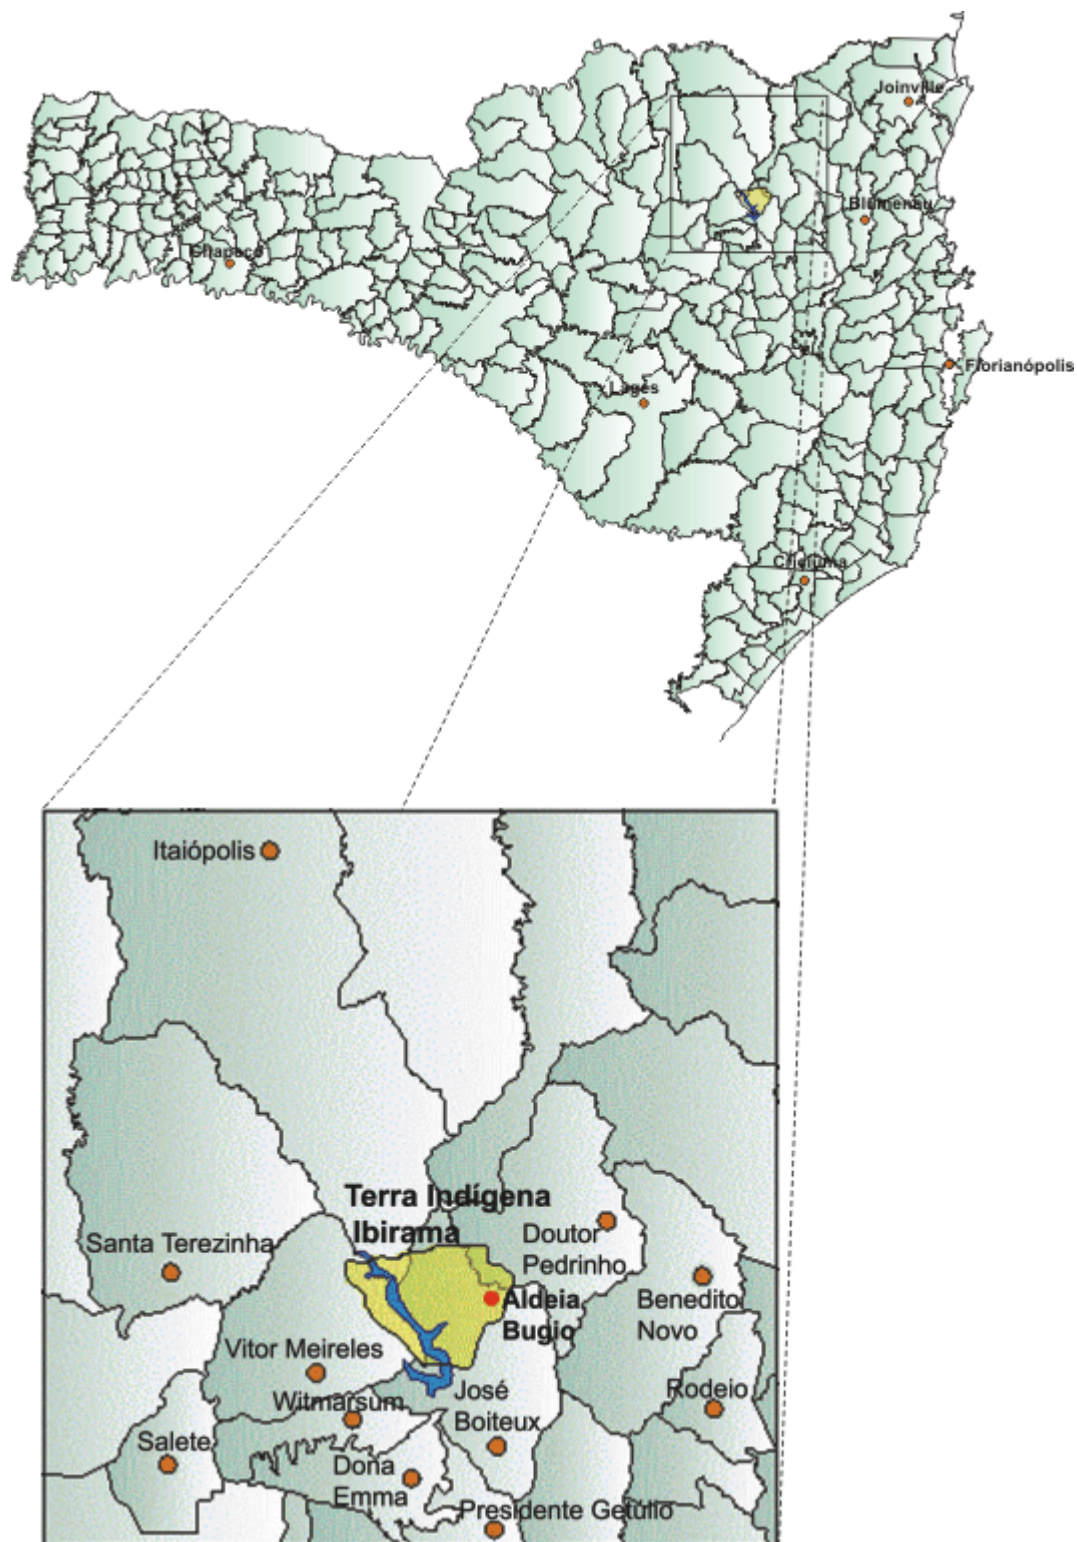 Joinville
Blumenau
Chapacó
Florianópolis
Lages
Criciúma
Itaiópolis
Terra Indígena
Ibirama
Santa Terezinha
Doutor
Pedrinho
Aldeia
Bugio
Benedito
Novo
Vitor Meireles
Witmarsum
José
Boiteux
Rodeio
Salete
Dona
Emma
Presidente Getúlio